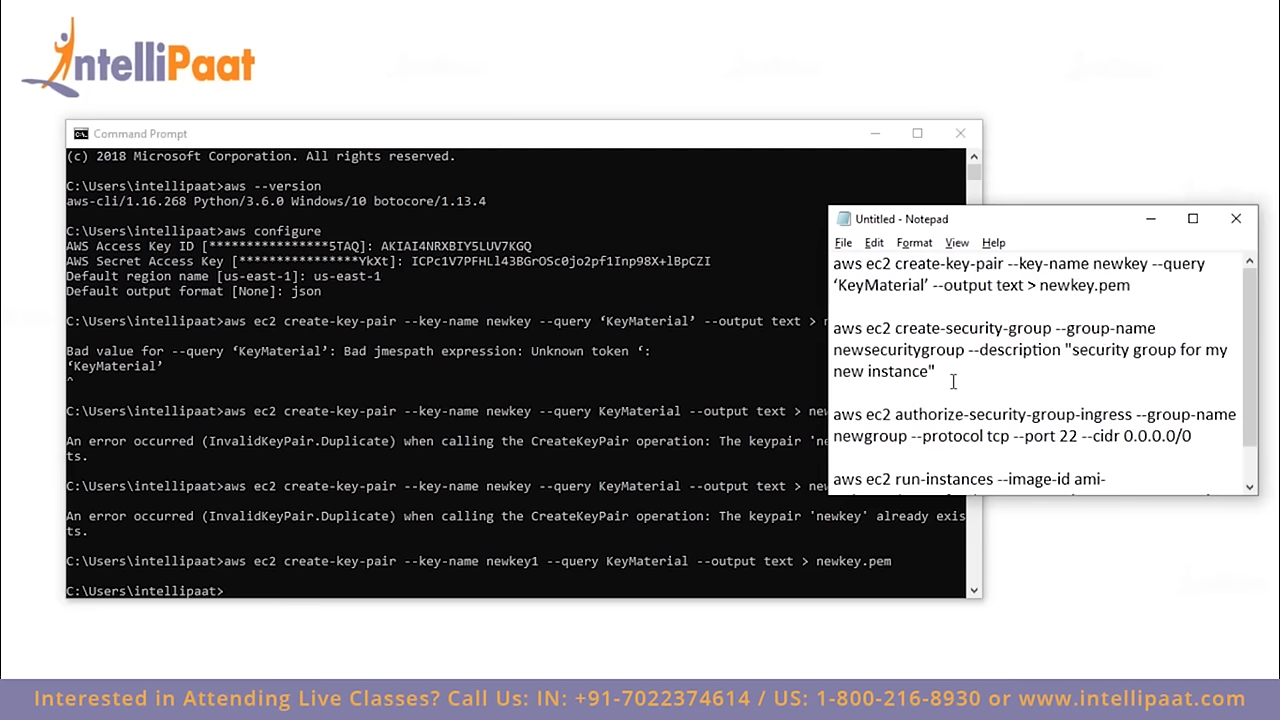 IntelliPaat
Command Prompt
(c) 2018 Microsoft Corporation. All rights reserved.
C:\Users\intellipaat>aws --version
aws-cli/1.16.268 Python/3.6.0 Windows/10 botocore/1.13.4
C:\Users\intellipaat>aws configure
AWS Access Key ID [****************5TAQ]: AKIAI4NRXBIY5LUV7KGQ
AWS Secret Access Key [****************YkXt]: 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
Default region name [us-east-1]: us-east-1
Default output format [None]: json
C:\Users\intellipaat>aws ec2 create-key-pair --key-name newkey --query ‘KeyMaterial’ --output text >
Bad value for --query ‘KeyMaterial’: Bad jmespath expression: Unknown token ‘:
‘KeyMaterial’
^
C:\Users\intellipaat>aws ec2 create-key-pair --key-name newkey --query KeyMaterial --output text >
An error occurred (InvalidKeyPair.Duplicate) when calling the CreateKeyPair operation: The keypair
ts.
C:\Users\intellipaat>aws ec2 create-key-pair --key-name newkey --query KeyMaterial --output text >
An error occurred (InvalidKeyPair.Duplicate) when calling the CreateKeyPair operation: The keypair 'newkey' already exis
ts.
C:\Users\intellipaat>aws ec2 create-key-pair --key-name newkey1 --query KeyMaterial --output text > newkey.pem
C:\Users\intellipaat>
Untitled - Notepad
File Edit Format View Help
aws ec2 create-key-pair --key-name newkey --query
‘KeyMaterial’ --output text > newkey.pem
aws ec2 create-security-group --group-name
newsecuritygroup --description "security group for my
new instance"
aws ec2 authorize-security-group-ingress --group-name
newgroup --protocol tcp --port 22 --cidr 0.0.0.0/0
aws ec2 run-instances --image-id ami-
Interested in Attending Live Classes? Call Us: IN: +91-7022374614 / US: 1-800-216-8930 or www.intellipaat.com